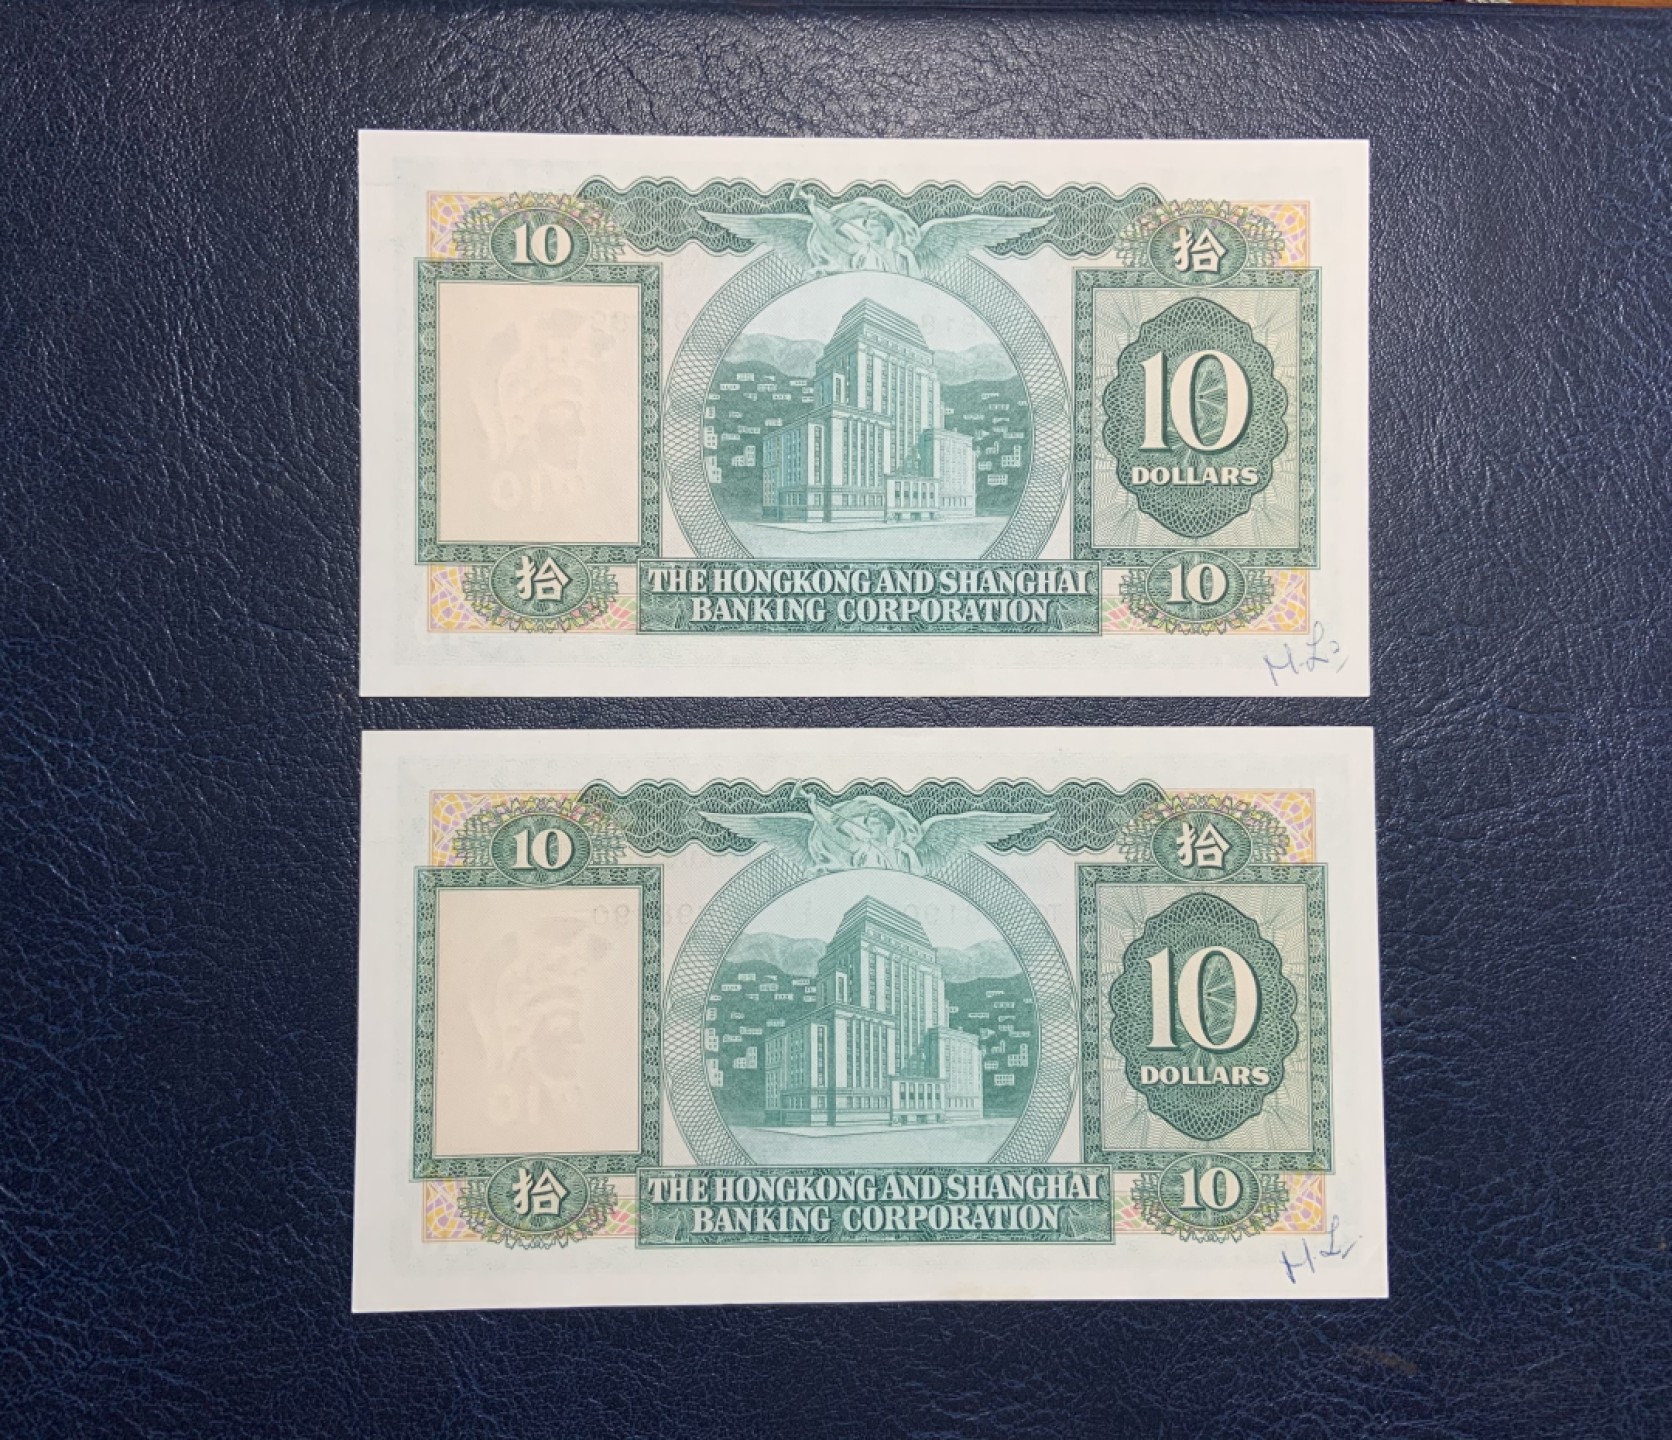 10
拾
10
DOLLARS
拾
THE HONGKONG AND SHANGHAI
BANKING CORPORATION
10
M.L.
10
拾
10
DOLLARS
拾
THE HONGKONG AND SHANGHAI
BANKING CORPORATION
10
M.L.